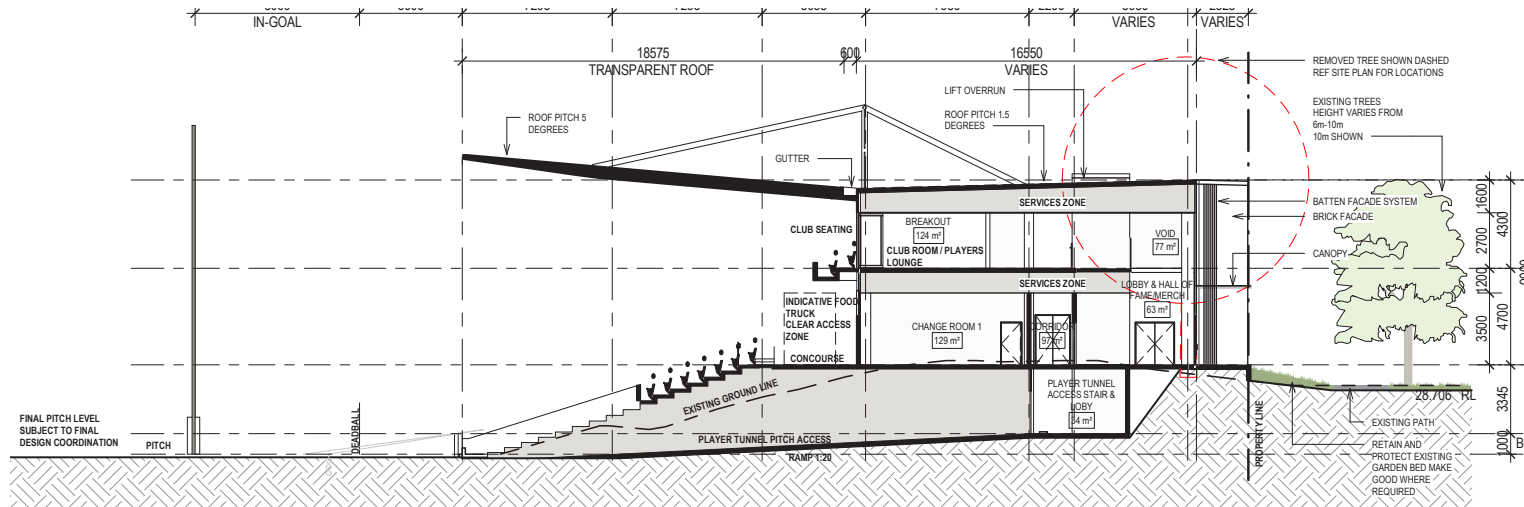 IN-GOAL
VARIES
VARIES
18575
600
16550
TRANSPARENT ROOF
VARIES
REMOVED TREE SHOWN DASHED
REF SITE PLAN FOR LOCATIONS
LIFT OVERRUN
EXISTING TREES
HEIGHT VARIES FROM
6m-10m
10m SHOWN
ROOF PITCH 5
DEGREES
ROOF PITCH 1.5
DEGREES
GUTTER
SERVICES ZONE
BATTEN FACADE SYSTEM
BRICK FACADE
1600
4300
2700
BREAKOUT
124 m²
CLUB ROOM / PLAYERS
LOUNGE
CLUB SEATING
VOID
77 m²
CANOPY
SERVICES ZONE
1200
LOBBY & HALL OF
FAME/MERCH
63 m²
INDICATIVE FOOD
TRUCK
CLEAR ACCESS
ZONE
CHANGE ROOM 1
129 m²
CORRIDOR
97 m²
3500
4700
CONCOURSE
EXISTING GROUND LINE
PLAYER TUNNEL
ACCESS STAIR &
LOBY
34 m²
28.706 RL
3345
FINAL PITCH LEVEL
SUBJECT TO FINAL
DESIGN COORDINATION
PITCH
DEADBALL
PLAYER TUNNEL PITCH ACCESS
RAMP 1:20
PROPERTY LINE
EXISTING PATH
RETAIN AND
PROTECT EXISTING
GARDEN BED MAKE
GOOD WHERE
REQUIRED
1000
B